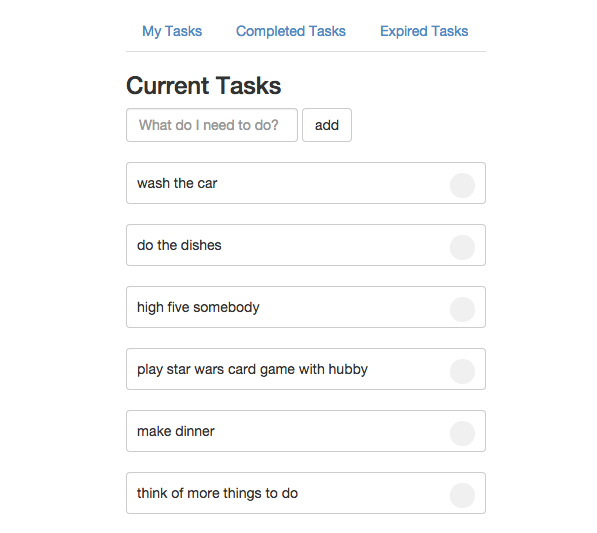 My Tasks Completed Tasks Expired Tasks
Current Tasks
What do I need to do? add
wash the car
do the dishes
high five somebody
play star wars card game with hubby
make dinner
think of more things to do